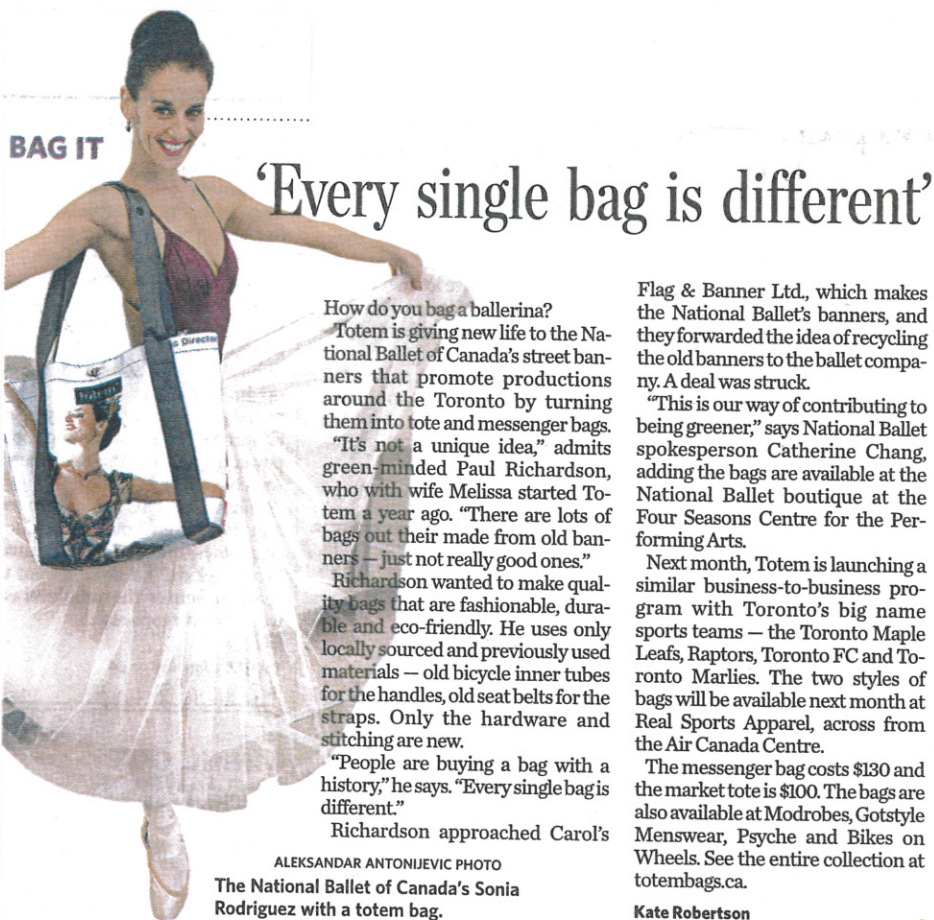 BAG IT
‘Every single bag is different’
How do you bag a ballerina?
Totem is giving new life to the Na-
tional Ballet of Canada's street ban-
ners that promote productions
around the Toronto by turning
them into tote and messenger bags.
“It's not a unique idea,” admits
green-minded Paul Richardson,
who with wife Melissa started To-
tem a year ago. “There are lots of
bags out their made from old ban-
ners — just not really good ones.”
Richardson wanted to make qual-
ity bags that are fashionable, dura-
ble and eco-friendly. He uses only
locally sourced and previously used
materials — old bicycle inner tubes
for the handles, old seat belts for the
straps. Only the hardware and
stitching are new.
“People are buying a bag with a
history,” he says. “Every single bag is
different.”
Richardson approached Carol's
Flag & Banner Ltd., which makes
the National Ballet's banners, and
they forwarded the idea of recycling
the old banners to the ballet compa-
ny. A deal was struck.
“This is our way of contributing to
being greener,” says National Ballet
spokesperson Catherine Chang,
adding the bags are available at the
National Ballet boutique at the
Four Seasons Centre for the Per-
forming Arts.
Next month, Totem is launching a
similar business-to-business pro-
gram with Toronto's big name
sports teams — the Toronto Maple
Leafs, Raptors, Toronto FC and To-
ronto Marlies. The two styles of
bags will be available next month at
Real Sports Apparel, across from
the Air Canada Centre.
The messenger bag costs $130 and
the market tote is $100. The bags are
also available at Modrobes, Gotstyle
Menswear, Psyche and Bikes on
Wheels. See the entire collection at
totembags.ca.
Kate Robertson
ALEKSANDAR ANTONIJEVIC PHOTO
The National Ballet of Canada's Sonia
Rodriguez with a totem bag.
totem
Director